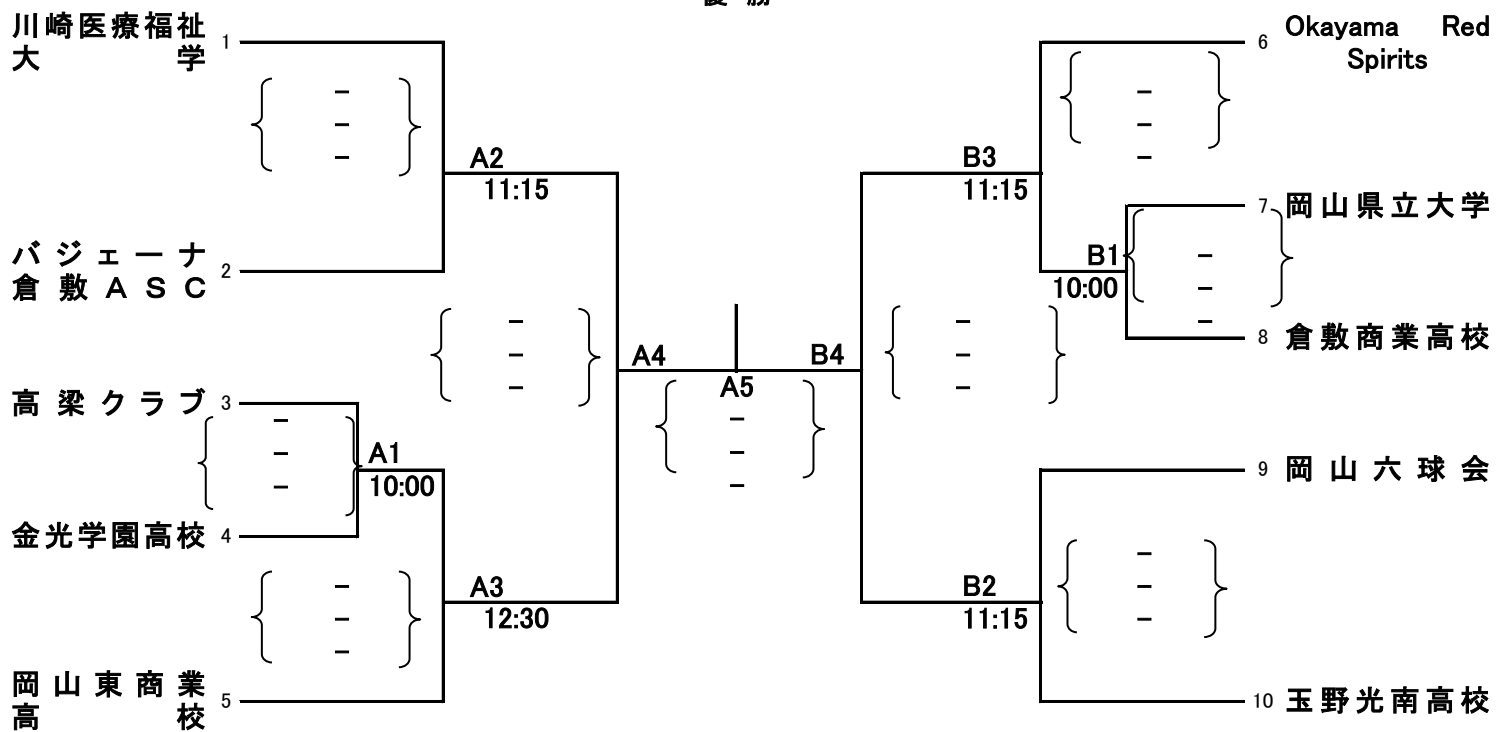 優 勝
川崎医療福祉
大 学
1
バジェーナ
倉敷ASC
2
高梁クラブ
3
金光学園高校
4
岡山東商業
高 校
5
A2
11:15
A1
10:00
A3
12:30
A4
A5
B4
B3
11:15
B1
10:00
B2
11:15
6
Okayama Red
Spirits
7
岡山県立大学
8
倉敷商業高校
9
岡山六球会
10
玉野光南高校